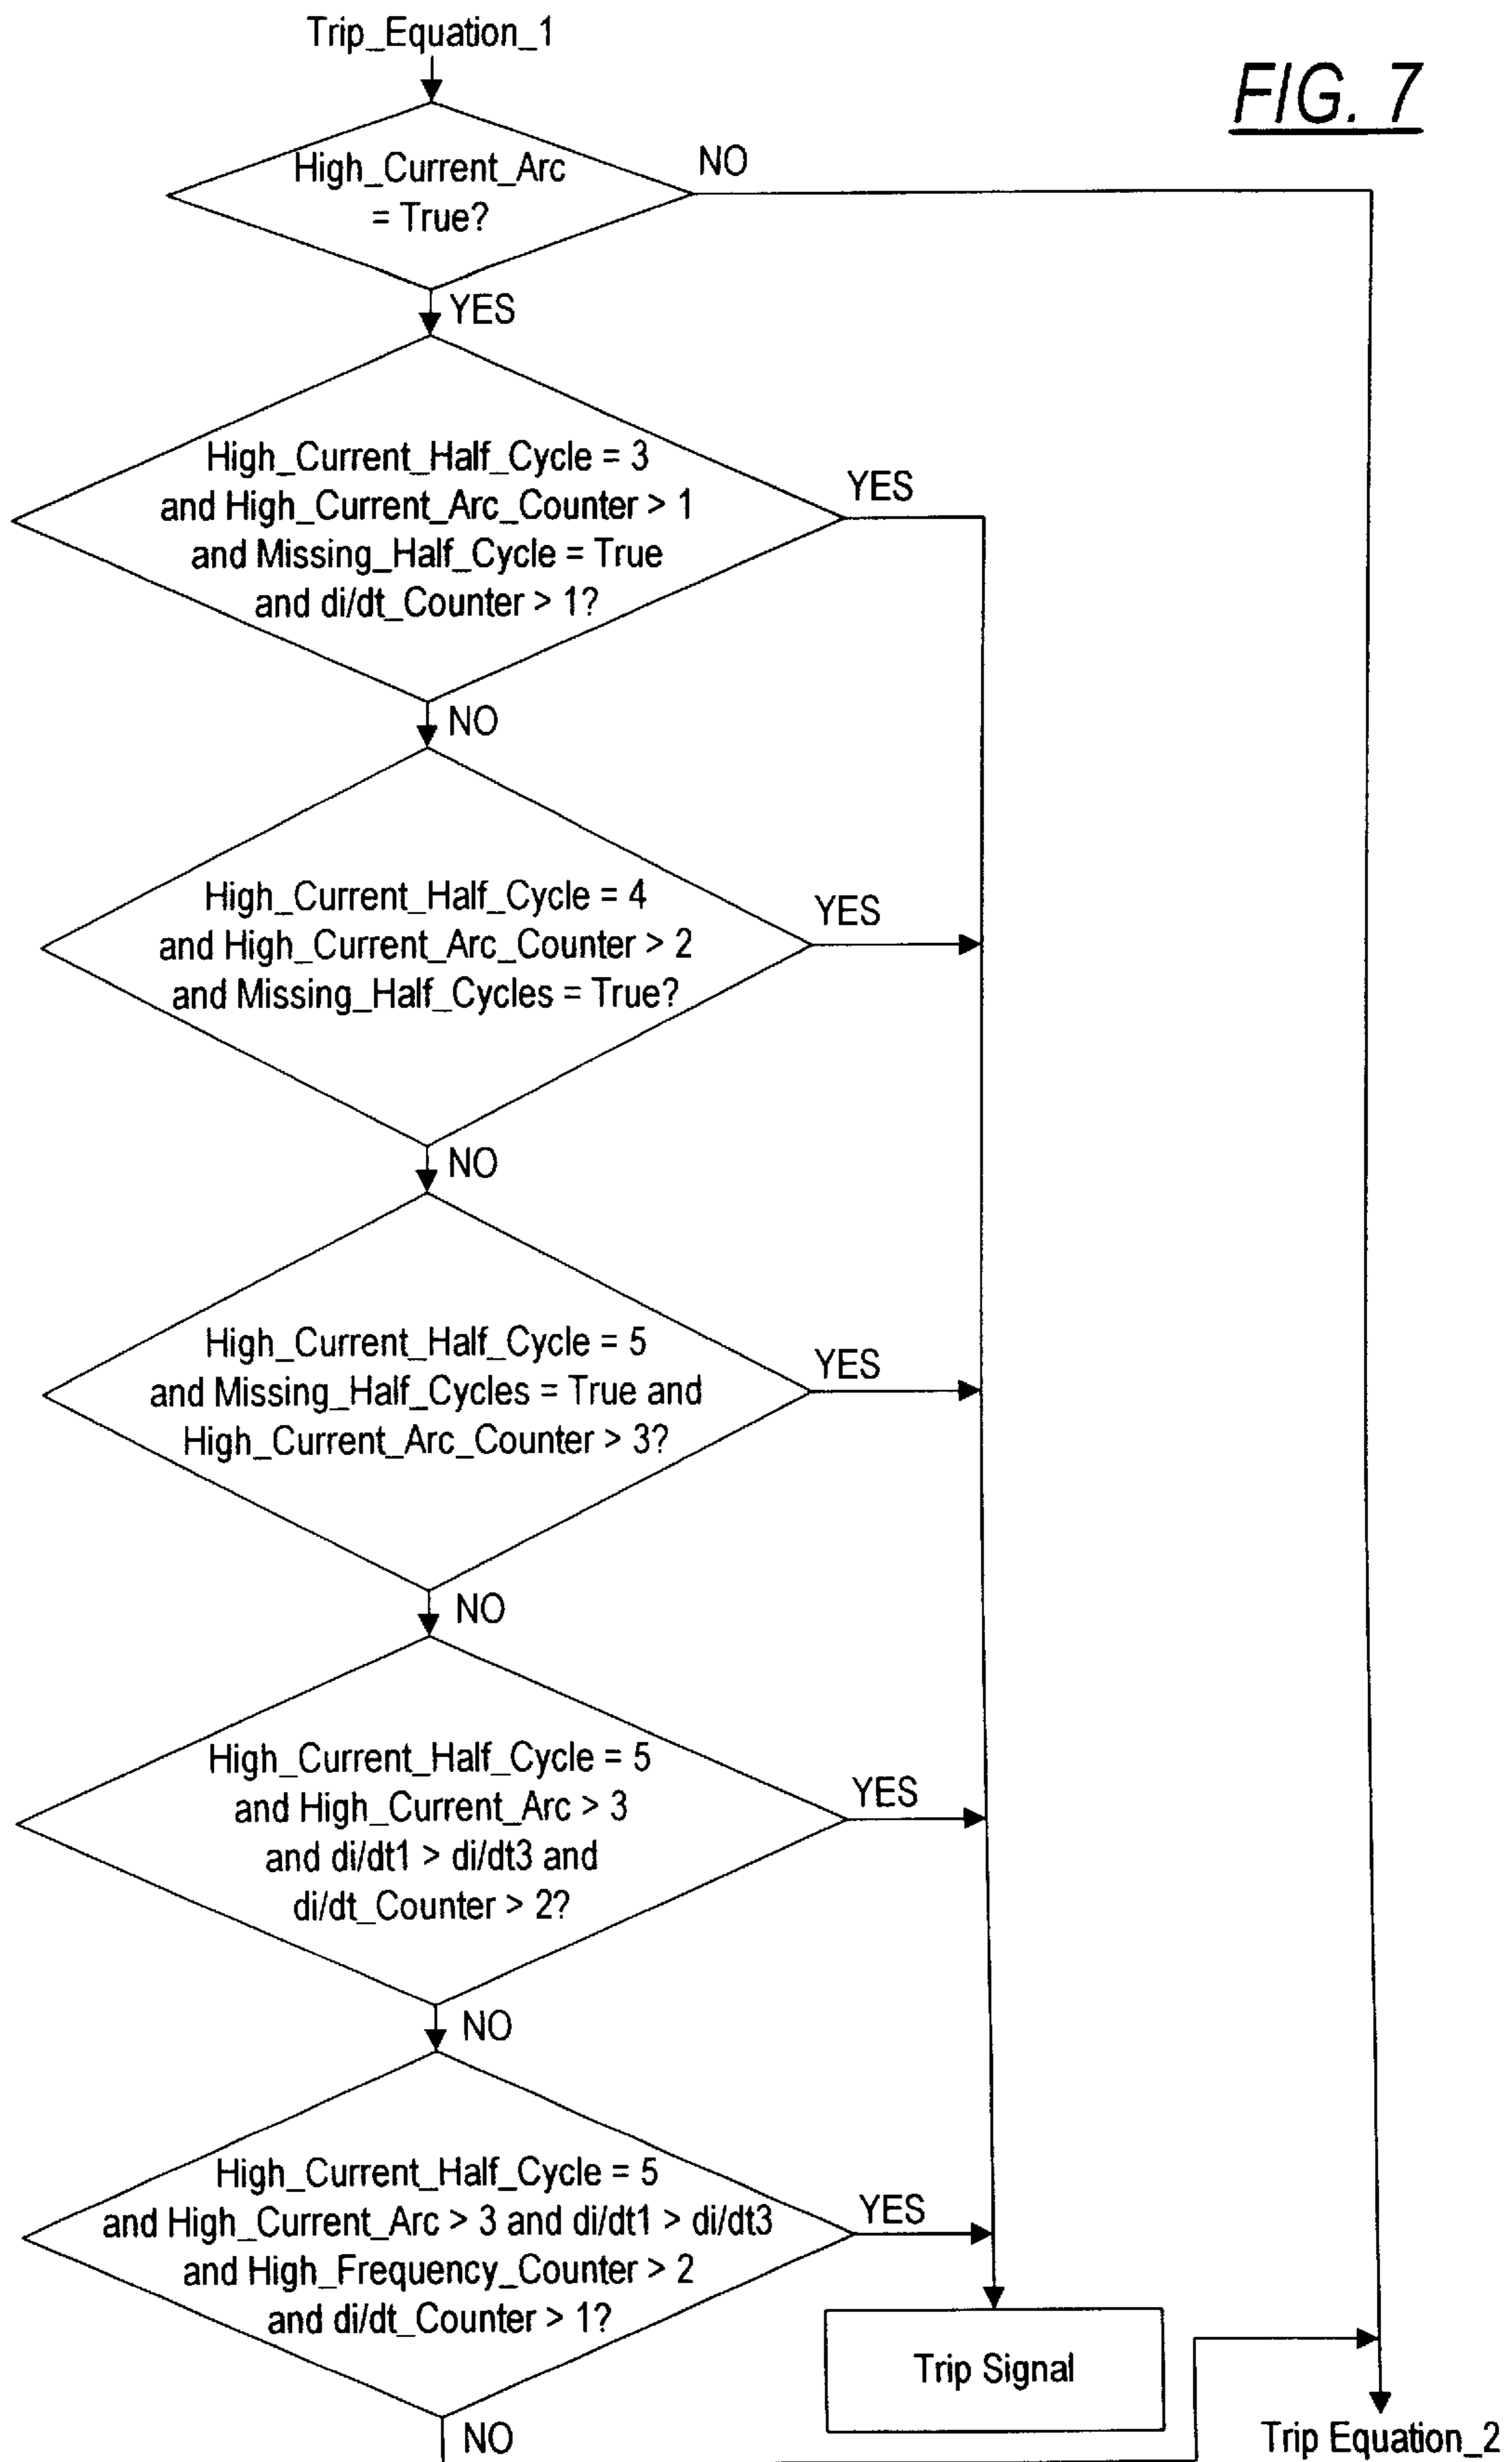 Trip_Equation_1
FIG. 7
High_Current_Arc
= True?
NO
YES
High_Current_Half_Cycle = 3
and High_Current_Arc_Counter > 1
and Missing_Half_Cycle = True
and di/dt_Counter > 1?
YES
NO
High_Current_Half_Cycle = 4
and High_Current_Arc_Counter > 2
and Missing_Half_Cycles = True?
YES
NO
High_Current_Half_Cycle = 5
and Missing_Half_Cycles = True and
High_Current_Arc_Counter > 3?
YES
NO
High_Current_Half_Cycle = 5
and High_Current_Arc > 3
and di/dt1 > di/dt3 and
di/dt_Counter > 2?
YES
NO
High_Current_Half_Cycle = 5
and High_Current_Arc > 3 and di/dt1 > di/dt3
and High_Frequency_Counter > 2
and di/dt_Counter > 1?
YES
Trip Signal
NO
Trip Equation_2